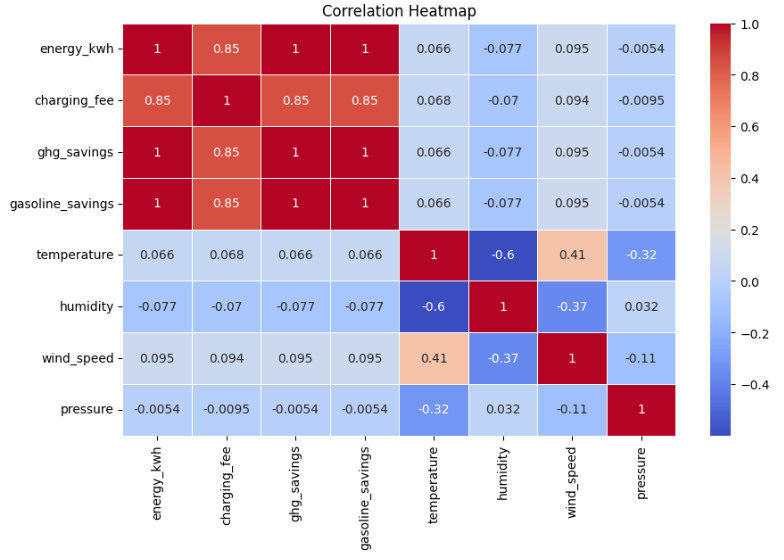 Correlation Heatmap
energy_kwh 1 0.85 1 1 0.066 -0.077 0.095 -0.0054
charging_fee 0.85 1 0.85 0.85 0.068 -0.07 0.094 -0.0095
ghg_savings 1 0.85 1 1 0.066 -0.077 0.095 -0.0054
gasoline_savings 1 0.85 1 1 0.066 -0.077 0.095 -0.0054
temperature 0.066 0.068 0.066 0.066 1 -0.6 0.41 -0.32
humidity -0.077 -0.07 -0.077 -0.077 -0.6 1 -0.37 0.032
wind_speed 0.095 0.094 0.095 0.095 0.41 -0.37 1 -0.11
pressure -0.0054 -0.0095 -0.0054 -0.0054 -0.32 0.032 -0.11 1
energy_kwh
charging_fee
ghg_savings
gasoline_savings
temperature
humidity
wind_speed
pressure
1.0
0.8
0.6
0.4
0.2
0.0
-0.2
-0.4